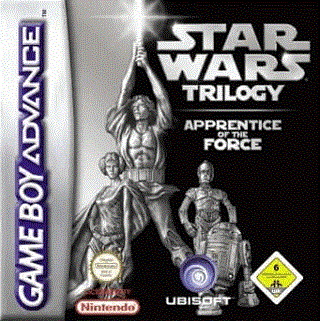 GAME BOY ADVANCE
STAR
WARS
TRILOGY
APPRENTICE
OF THE
FORCE
6
Nintendo
UBISOFT